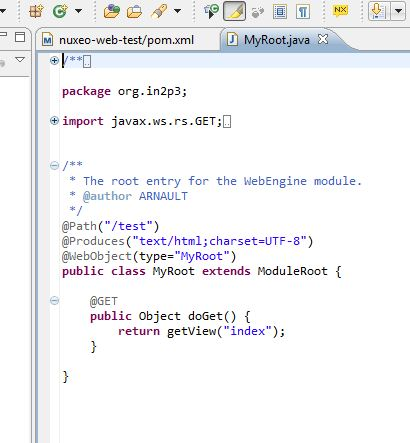 NX
nuxeo-web-test/pom.xml
MyRoot.java
/**
package org.in2p3;
import javax.ws.rs.GET;
/**
* The root entry for the WebEngine module.
* @author ARNAULT
*/
@Path("/test")
@Produces("text/html;charset=UTF-8")
@WebObject(type="MyRoot")
public class MyRoot extends ModuleRoot {
@GET
public Object doGet() {
return getView("index");
}
}